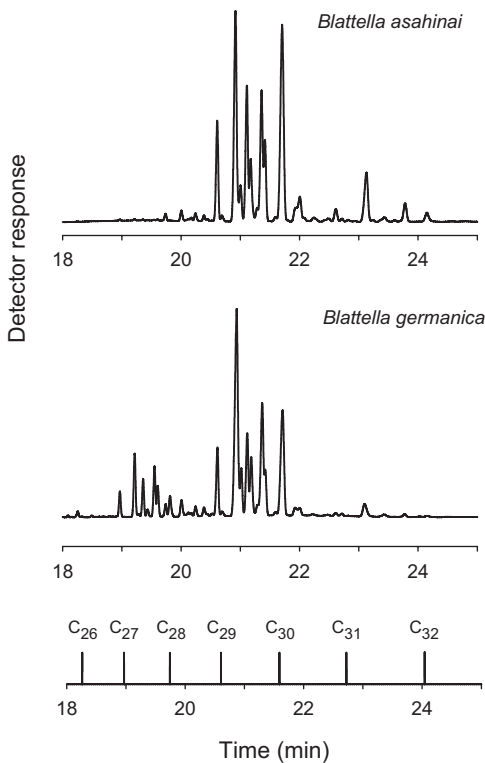 Blattella asahinai
Detector response
18 20 22 24
Blattella germanica
18 20 22 24
C26 C27 C28 C29 C30 C31 C32
18 20 22 24
Time (min)